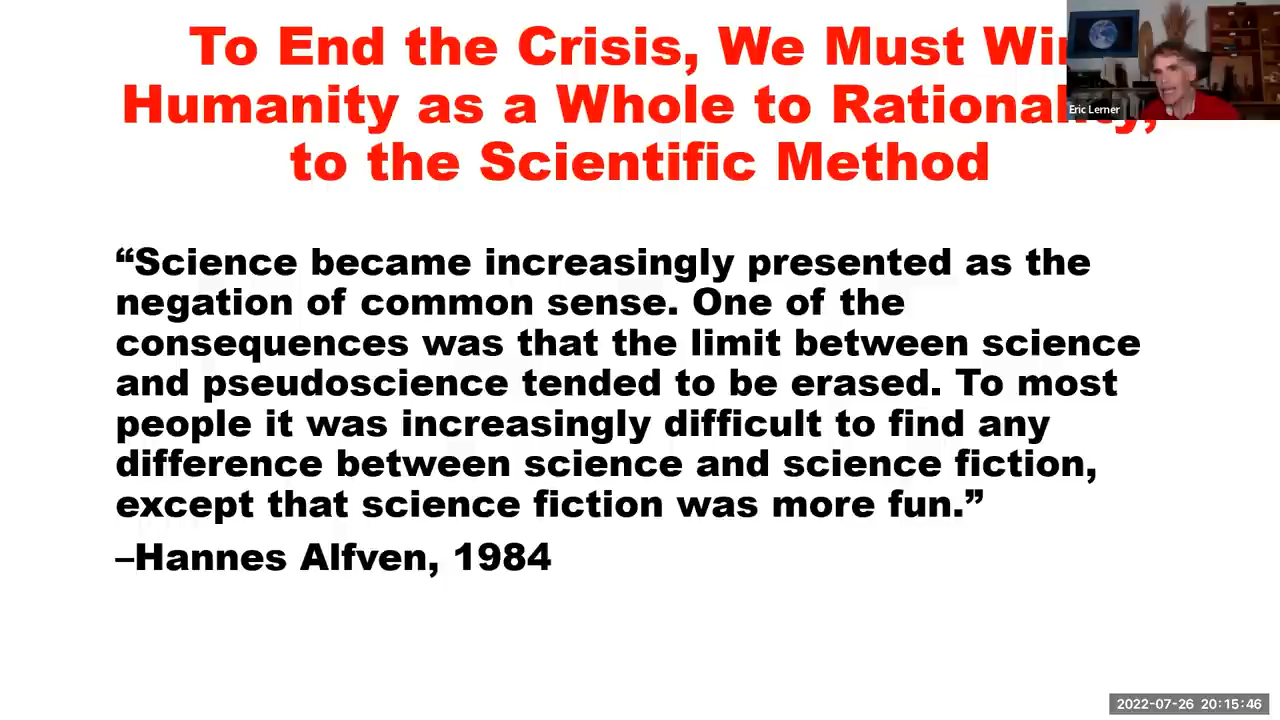 To End the Crisis, We Must Win
Humanity as a Whole to Rationality,
to the Scientific Method
Eric Lerner
“Science became increasingly presented as the
negation of common sense. One of the
consequences was that the limit between science
and pseudoscience tended to be erased. To most
people it was increasingly difficult to find any
difference between science and science fiction,
except that science fiction was more fun.”
–Hannes Alfven, 1984
2022-07-26 20:15:46